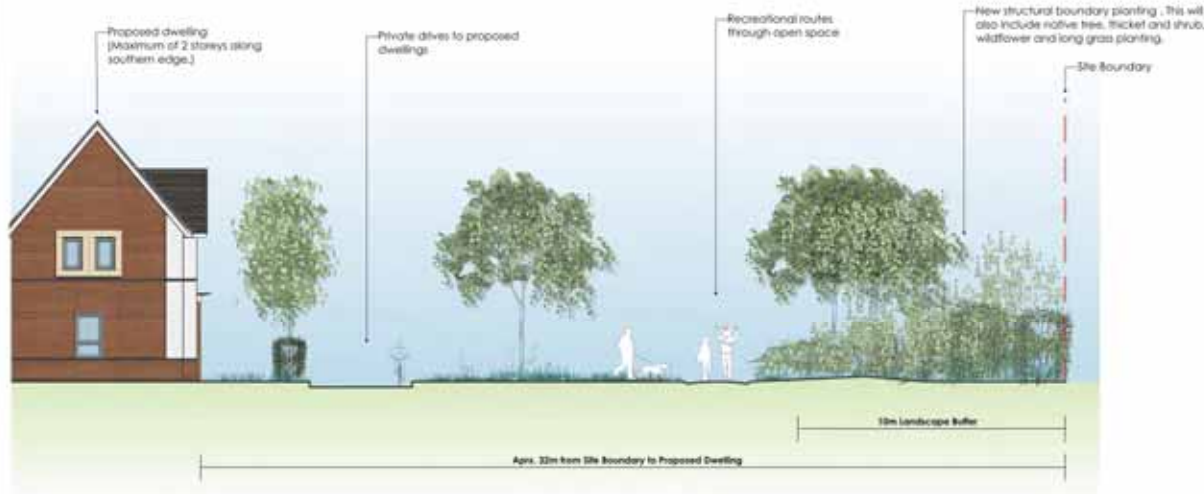 Proposed dwelling
(Maximum of 2 storeys along
southern edge.)
Private drives to proposed
dwellings
Recreational routes
through open space
New structural boundary planting . This will
also include native tree, thicket and shrub,
wildflower and long grass planting.
Site Boundary
10m Landscape Buffer
Aprx. 32m from Site Boundary to Proposed Dwelling